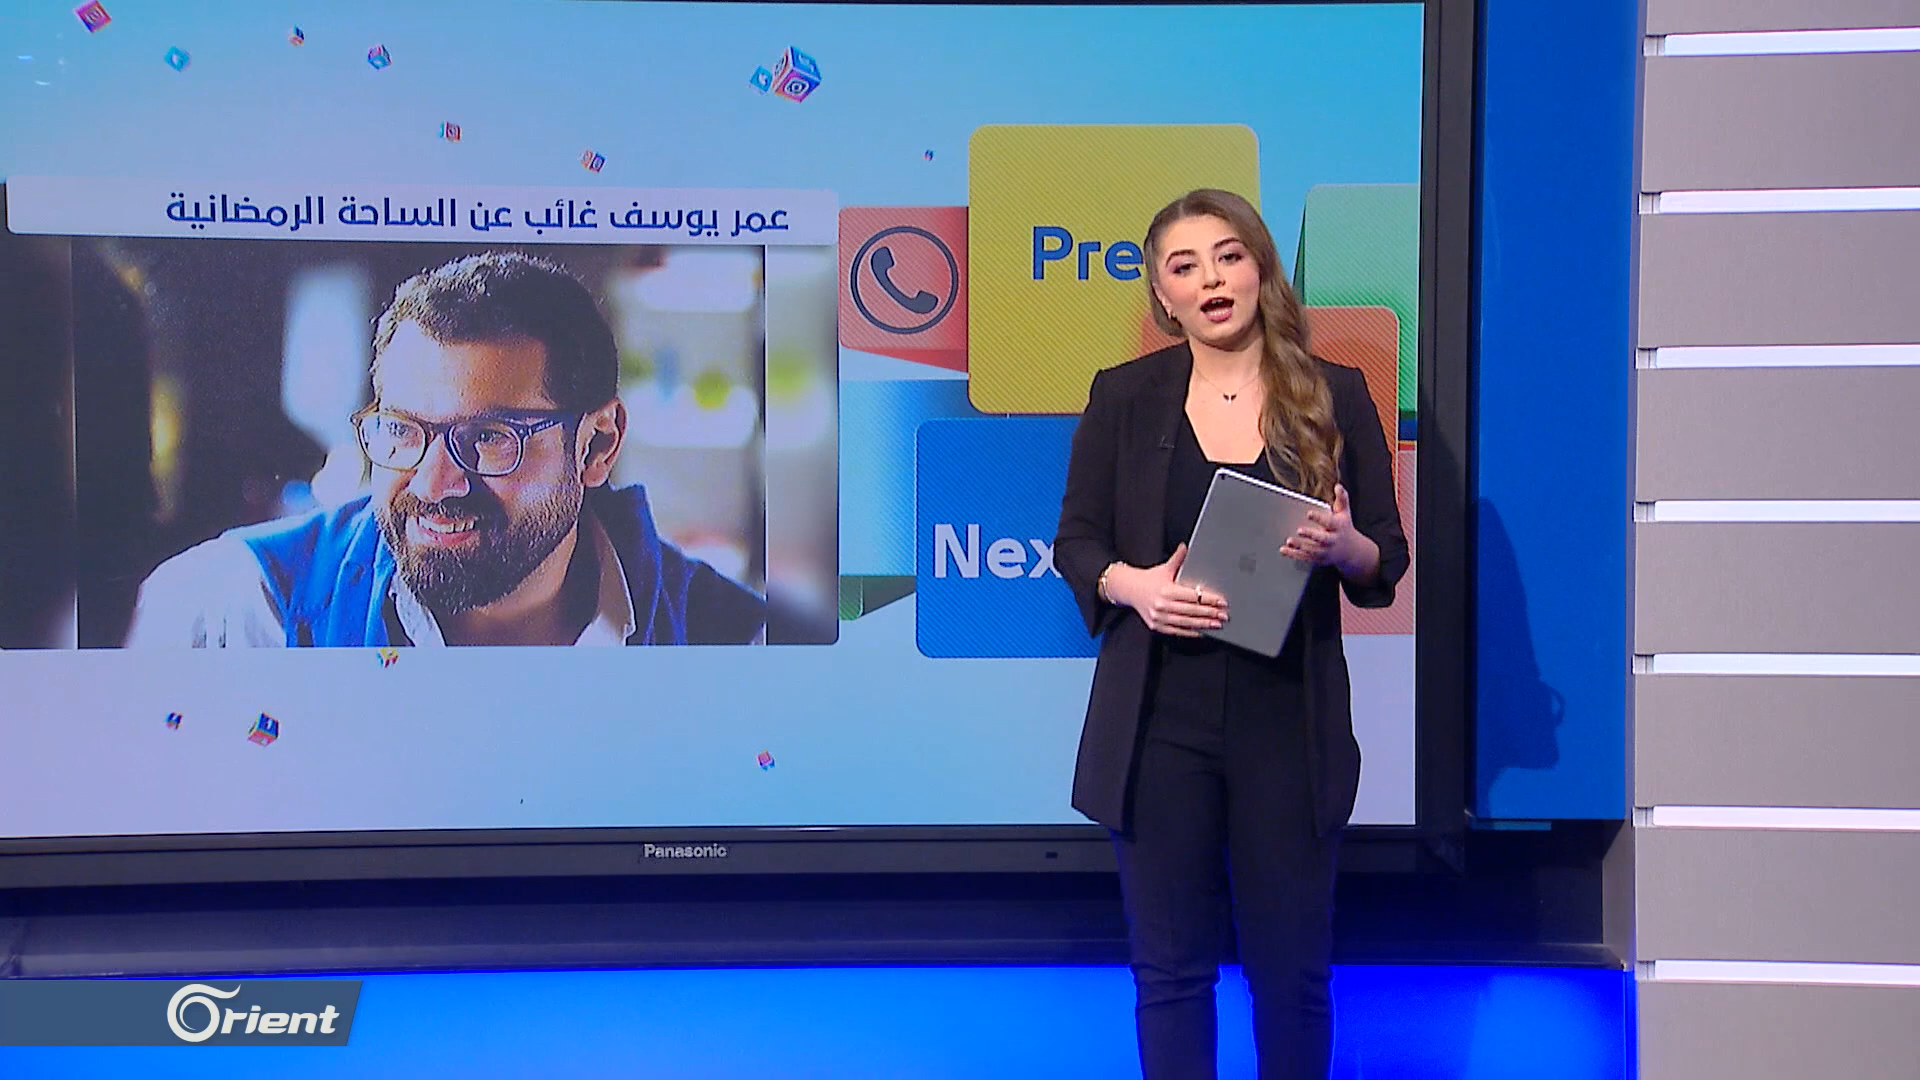 عمر يوسف غائب عن الساحة الرمضانية
Pre
Nex
Panasonic
Orient